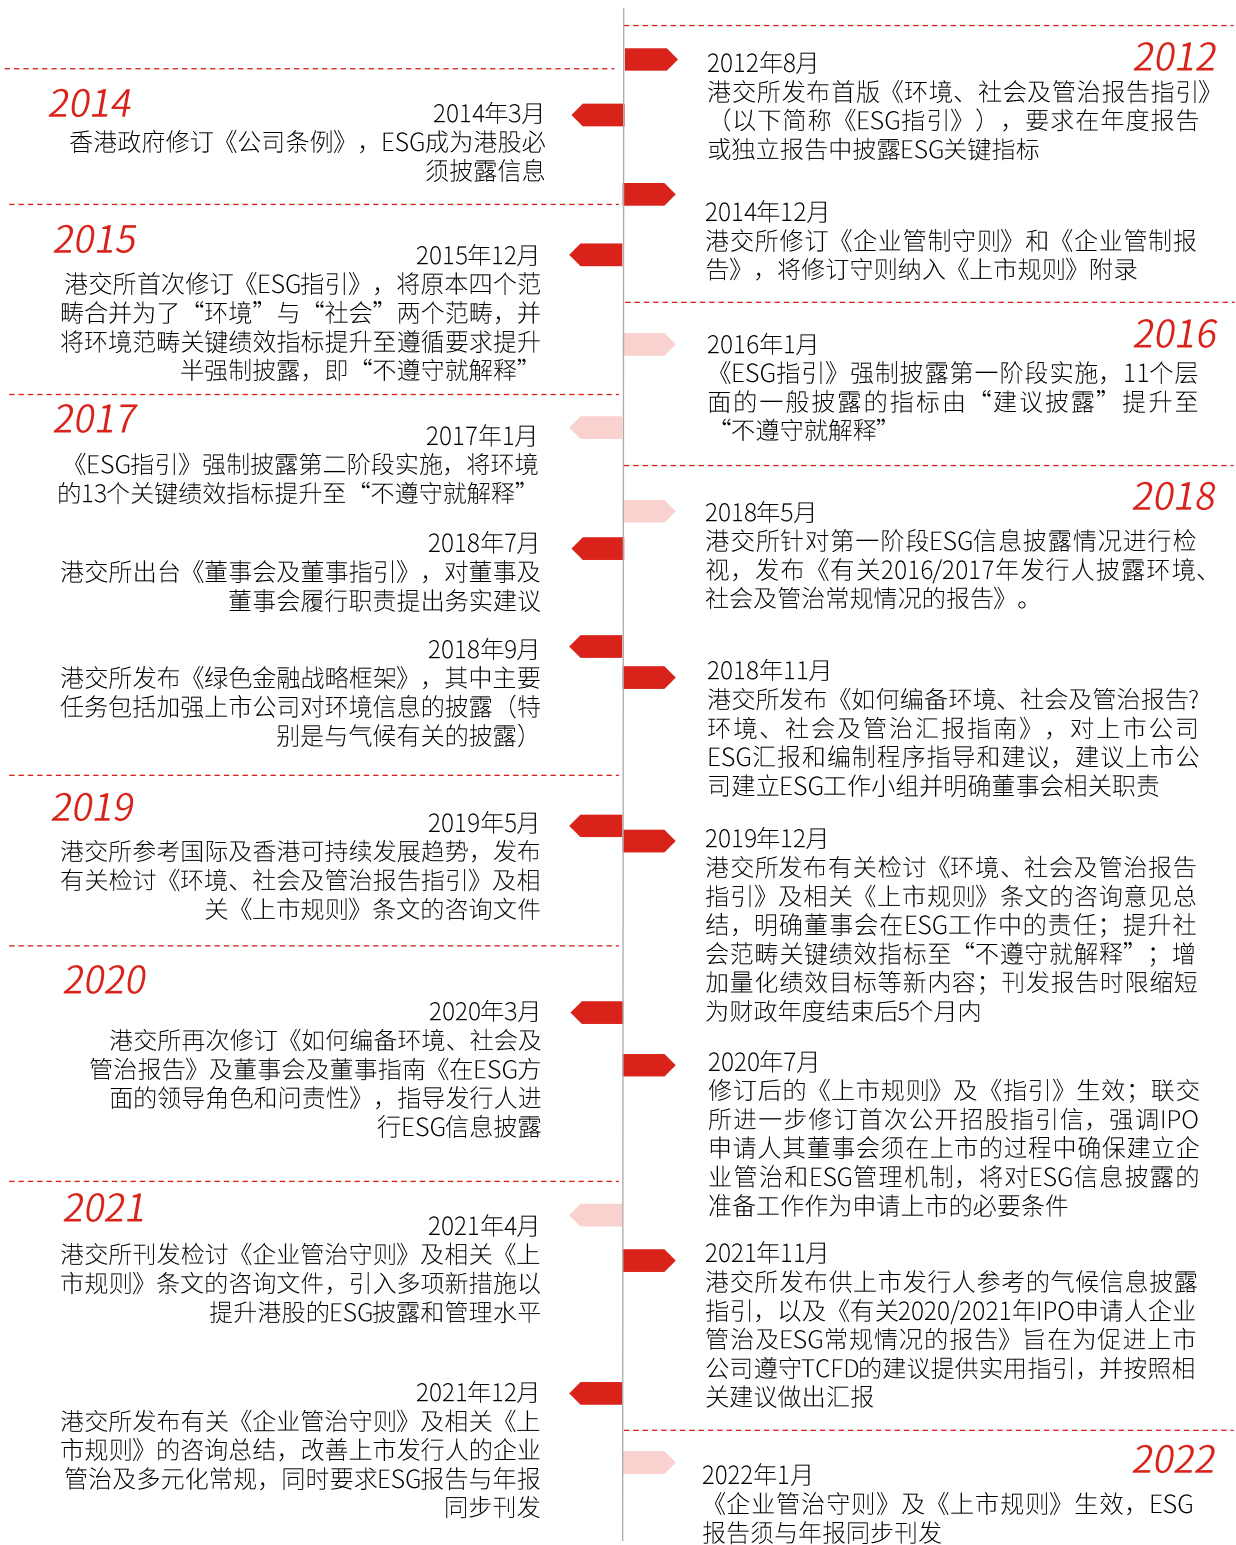 2012
2012年8月
港交所发布首版《环境、社会及管治报告指引》
（以下简称《ESG指引》），要求在年度报告
或独立报告中披露ESG关键指标
2014
2014年3月
香港政府修订《公司条例》，ESG成为港股必
须披露信息
2014年12月
港交所修订《企业管制守则》和《企业管制报
告》，将修订守则纳入《上市规则》附录
2015
2015年12月
港交所首次修订《ESG指引》，将原本四个范
畴合并为了“环境”与“社会”两个范畴，并
将环境范畴关键绩效指标提升至遵循要求提升
半强制披露，即“不遵守就解释”
2016
2016年1月
《ESG指引》强制披露第一阶段实施，11个层
面的一般披露的指标由“建议披露”提升至
“不遵守就解释”
2017
2017年1月
《ESG指引》强制披露第二阶段实施，将环境
的13个关键绩效指标提升至“不遵守就解释”
2018
2018年5月
港交所针对第一阶段ESG信息披露情况进行检
视，发布《有关2016/2017年发行人披露环境、
社会及管治常规情况的报告》。
2018年7月
港交所出台《董事会及董事指引》，对董事及
董事会履行职责提出务实建议
2018年9月
港交所发布《绿色金融战略框架》，其中主要
任务包括加强上市公司对环境信息的披露（特
别是与气候有关的披露）
2018年11月
港交所发布《如何编备环境、社会及管治报告?
环境、社会及管治汇报指南》，对上市公司
ESG汇报和编制程序指导和建议，建议上市公
司建立ESG工作小组并明确董事会相关职责
2019
2019年5月
港交所参考国际及香港可持续发展趋势，发布
有关检讨《环境、社会及管治报告指引》及相
关《上市规则》条文的咨询文件
2019年12月
港交所发布有关检讨《环境、社会及管治报告
指引》及相关《上市规则》条文的咨询意见总
结，明确董事会在ESG工作中的责任；提升社
会范畴关键绩效指标至“不遵守就解释”；增
加量化绩效目标等新内容；刊发报告时限缩短
为财政年度结束后5个月内
2020
2020年3月
港交所再次修订《如何编备环境、社会及
管治报告》及董事会及董事指南《在ESG方
面的领导角色和问责性》，指导发行人进
行ESG信息披露
2020年7月
修订后的《上市规则》及《指引》生效；联交
所进一步修订首次公开招股指引信，强调IPO
申请人其董事会须在上市的过程中确保建立企
业管治和ESG管理机制，将对ESG信息披露的
准备工作作为申请上市的必要条件
2021
2021年4月
港交所刊发检讨《企业管治守则》及相关《上
市规则》条文的咨询文件，引入多项新措施以
提升港股的ESG披露和管理水平
2021年11月
港交所发布供上市发行人参考的气候信息披露
指引，以及《有关2020/2021年IPO申请人企业
管治及ESG常规情况的报告》旨在为促进上市
公司遵守TCFD的建议提供实用指引，并按照相
关建议做出汇报
2021年12月
港交所发布有关《企业管治守则》及相关《上
市规则》的咨询总结，改善上市发行人的企业
管治及多元化常规，同时要求ESG报告与年报
同步刊发
2022
2022年1月
《企业管治守则》及《上市规则》生效，ESG
报告须与年报同步刊发